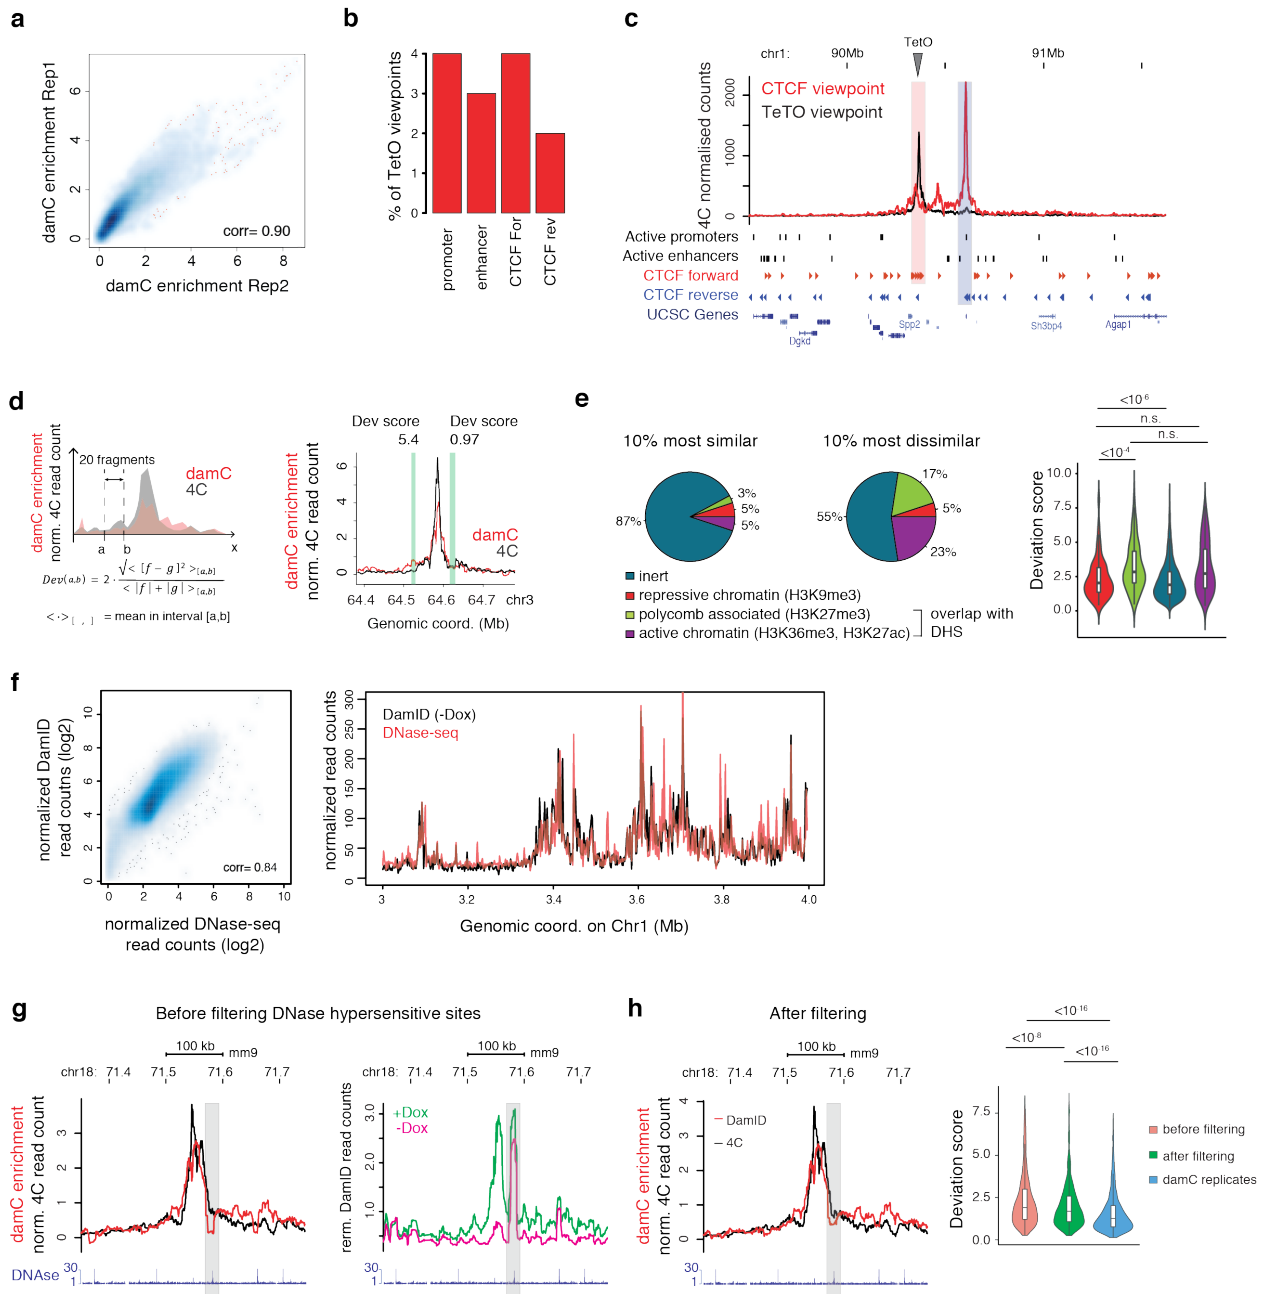 a
damC enrichment Rep1
6
4
2
0
corr= 0.90
0 2 4 6 8
damC enrichment Rep2
b
% of TetO viewpoints
4
3
2
1
0
promoter
enhancer
CTCF For
CTCF rev
c
TetO
chr1: 90Mb 91Mb
4C normalised counts
2000
1000
0
CTCF viewpoint
TeTO viewpoint
Active promoters
Active enhancers
CTCF forward
CTCF reverse
UCSC Genes
Spp2
Sh3bp4
Agap1
Dgkd
d
damC enrichment
norm. 4C read count
20 fragments
damC
4C
a b x
Dev(a,b) = 2 · √< [f − g]² >[a,b] / < |f| + |g| >[a,b]
< · >[ , ] = mean in interval [a,b]
Dev score
5.4
Dev score
0.97
damC enrichment
norm. 4C read count
6
4
2
0
damC
4C
64.4 64.5 64.6 64.7 chr3
Genomic coord. (Mb)
e
10% most similar
87%
3%
5%
5%
10% most dissimilar
55%
17%
5%
23%
inert
repressive chromatin (H3K9me3)
polycomb associated (H3K27me3)
active chromatin (H3K36me3, H3K27ac)
overlap with
DHS
<10-6
n.s.
n.s.
<10-4
Deviation score
10.0
7.5
5.0
2.5
0.0
f
normalized DamID
read coutns (log2)
10
8
6
4
2
0
corr= 0.84
0 2 4 6 8 10
normalized DNase-seq
read counts (log2)
normalized read counts
300
250
200
150
100
50
0
DamID (-Dox)
DNase-seq
3 3.2 3.4 3.6 3.8 4.0
Genomic coord. on Chr1 (Mb)
g
Before filtering DNase hypersensitive sites
100 kb mm9
chr18: 71.4 71.5 71.6 71.7
damC enrichment
norm. 4C read count
3
2
1
0
DNAse
30
1
100 kb mm9
chr18: 71.4 71.5 71.6 71.7
rerm. DamID read counts
3.0
2.0
1.0
+Dox
-Dox
30
1
h
After filtering
100 kb mm9
chr18: 71.4 71.5 71.6 71.7
damC enrichment
norm. 4C read count
4
3
2
1
0
DamID
4C
30
1
<10-16
<10-8
<10-16
Deviation score
7.5
5.0
2.5
0.0
before filtering
after filtering
damC replicates